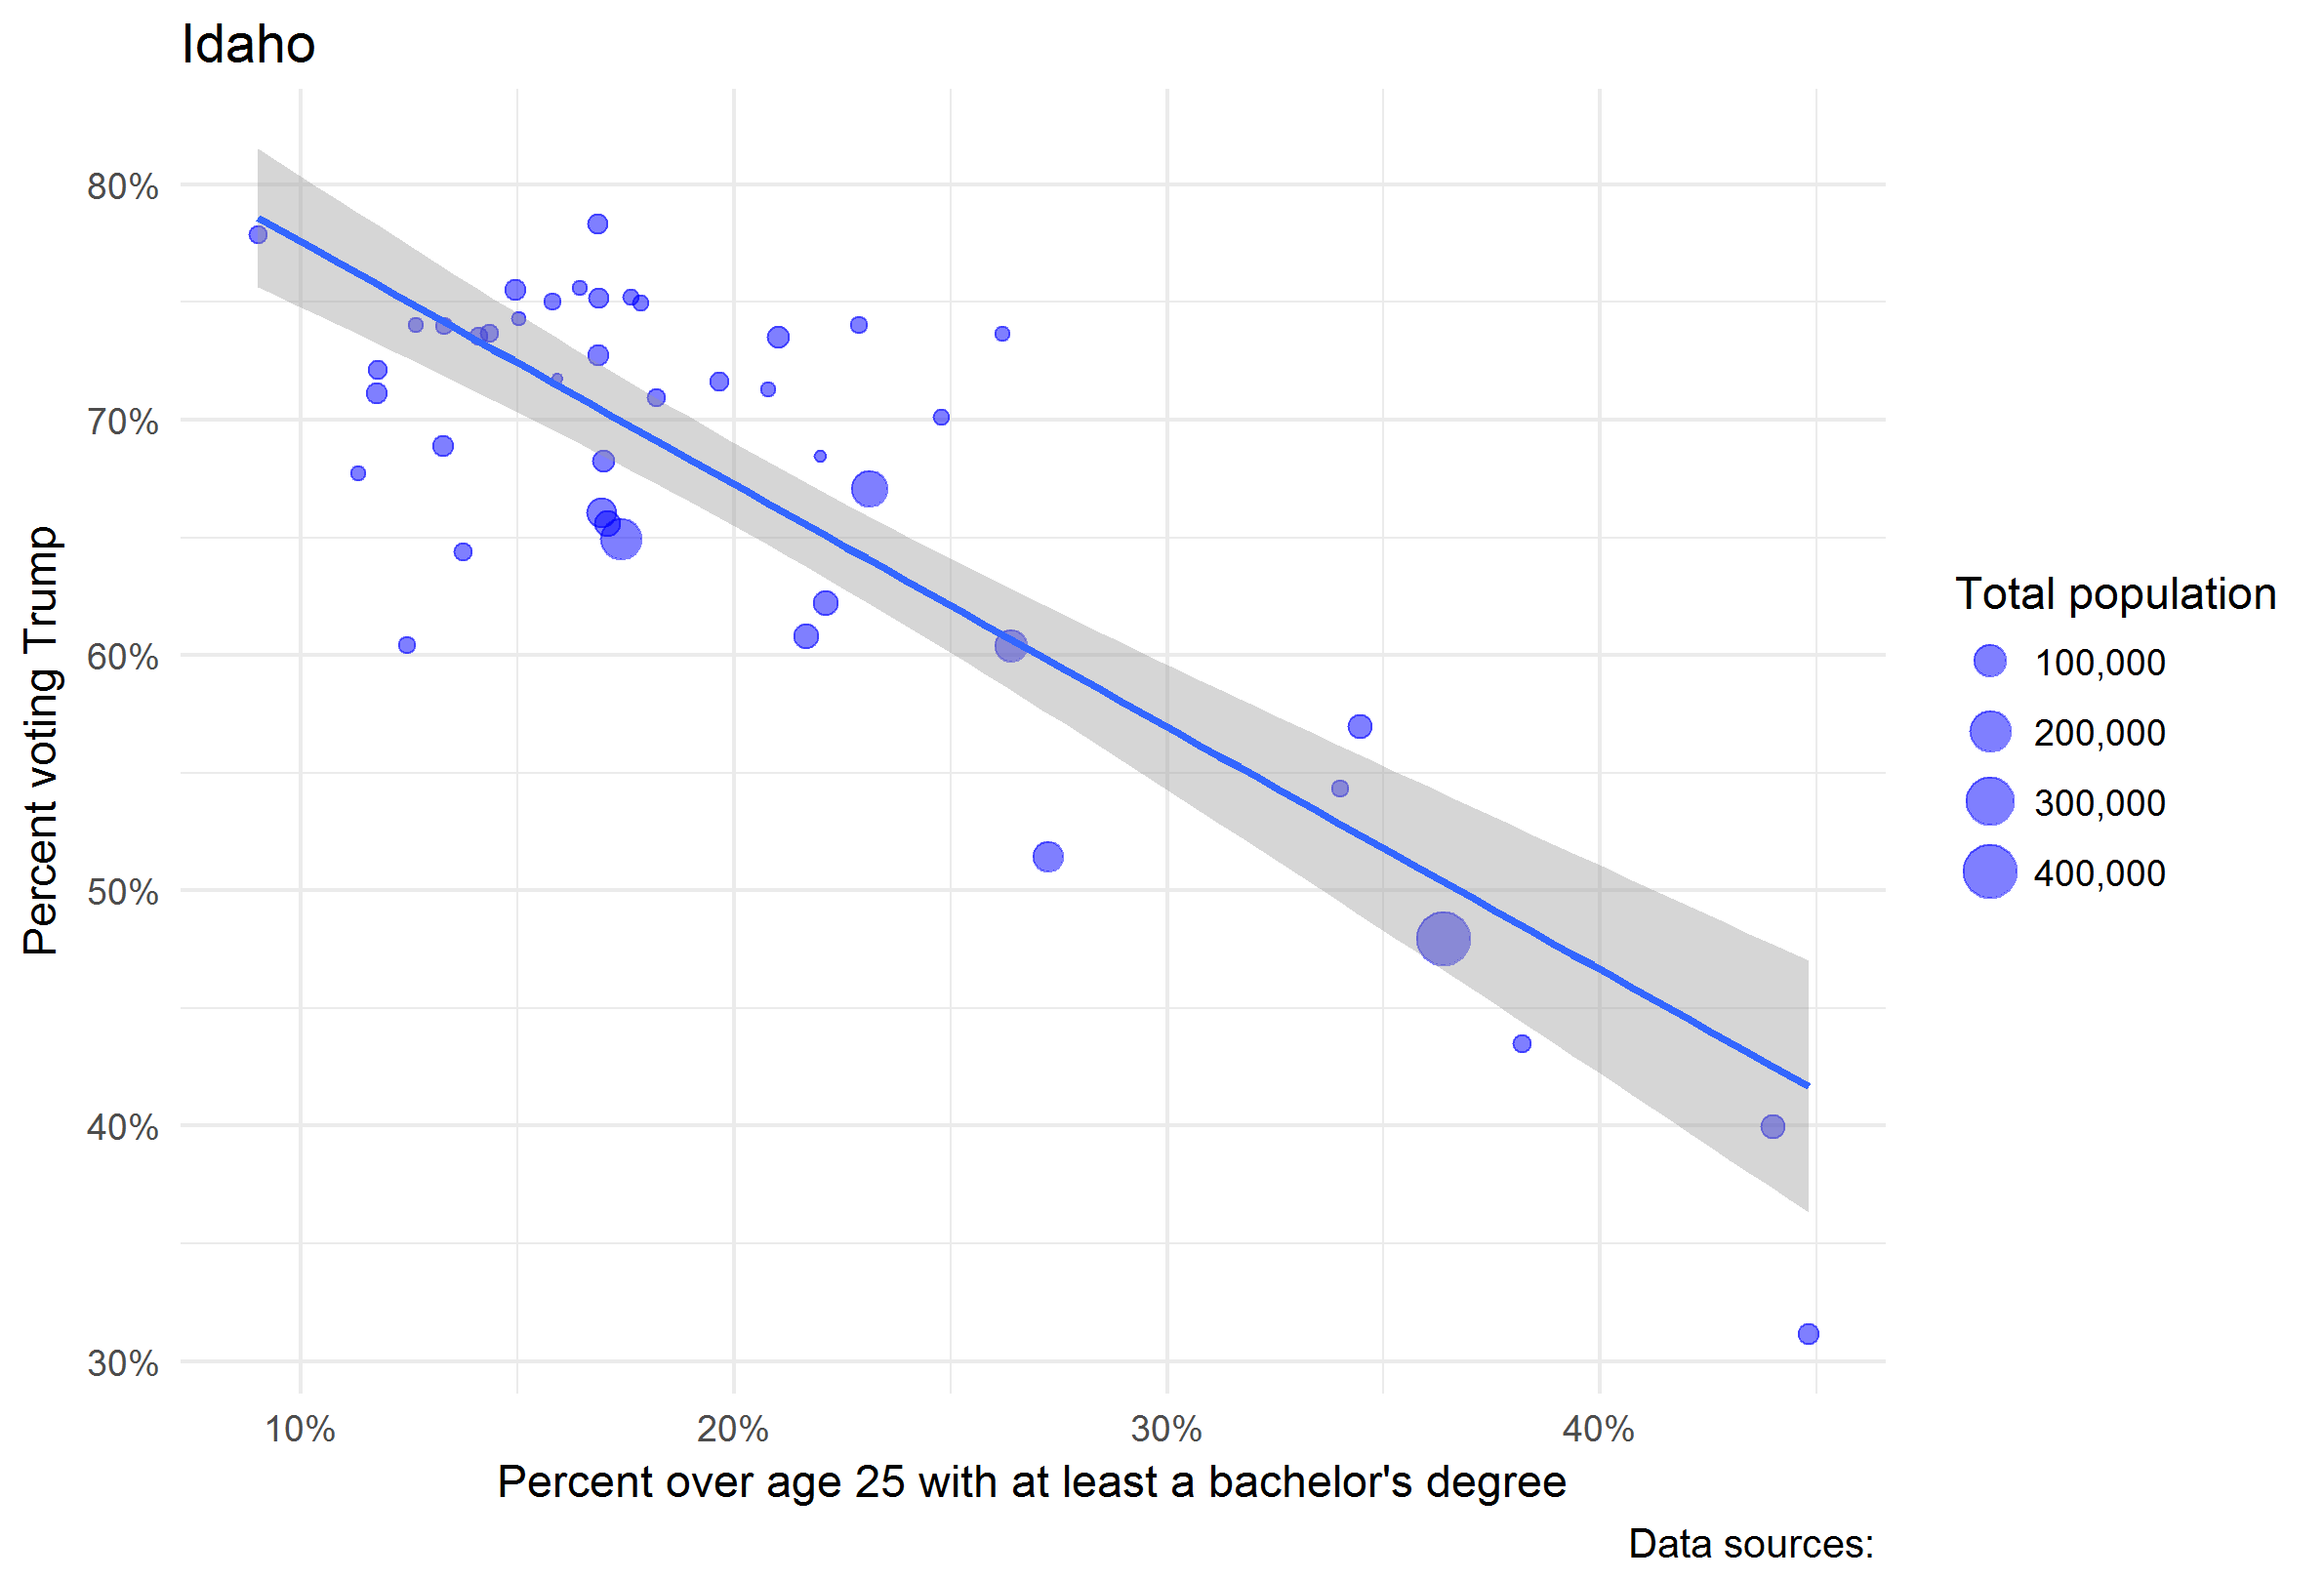 Idaho
80%
70%
60%
50%
40%
30%
Percent voting Trump
10% 20% 30% 40%
Percent over age 25 with at least a bachelor's degree
Total population
100,000
200,000
300,000
400,000
Data sources: